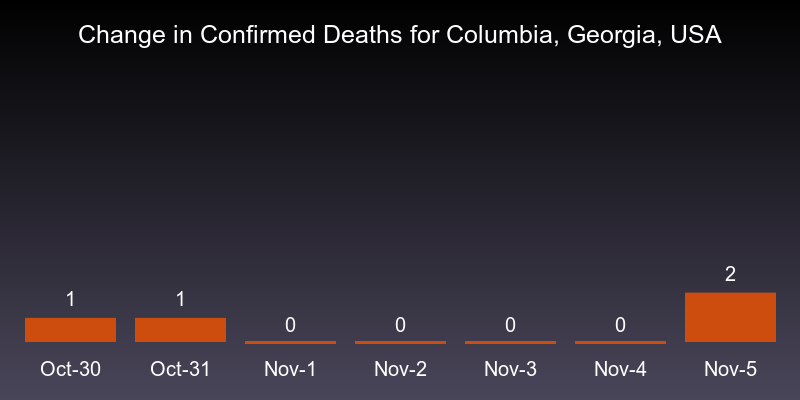 Change in Confirmed Deaths for Columbia, Georgia, USA
2
1 1
0 0 0 0
Oct-30 Oct-31 Nov-1 Nov-2 Nov-3 Nov-4 Nov-5